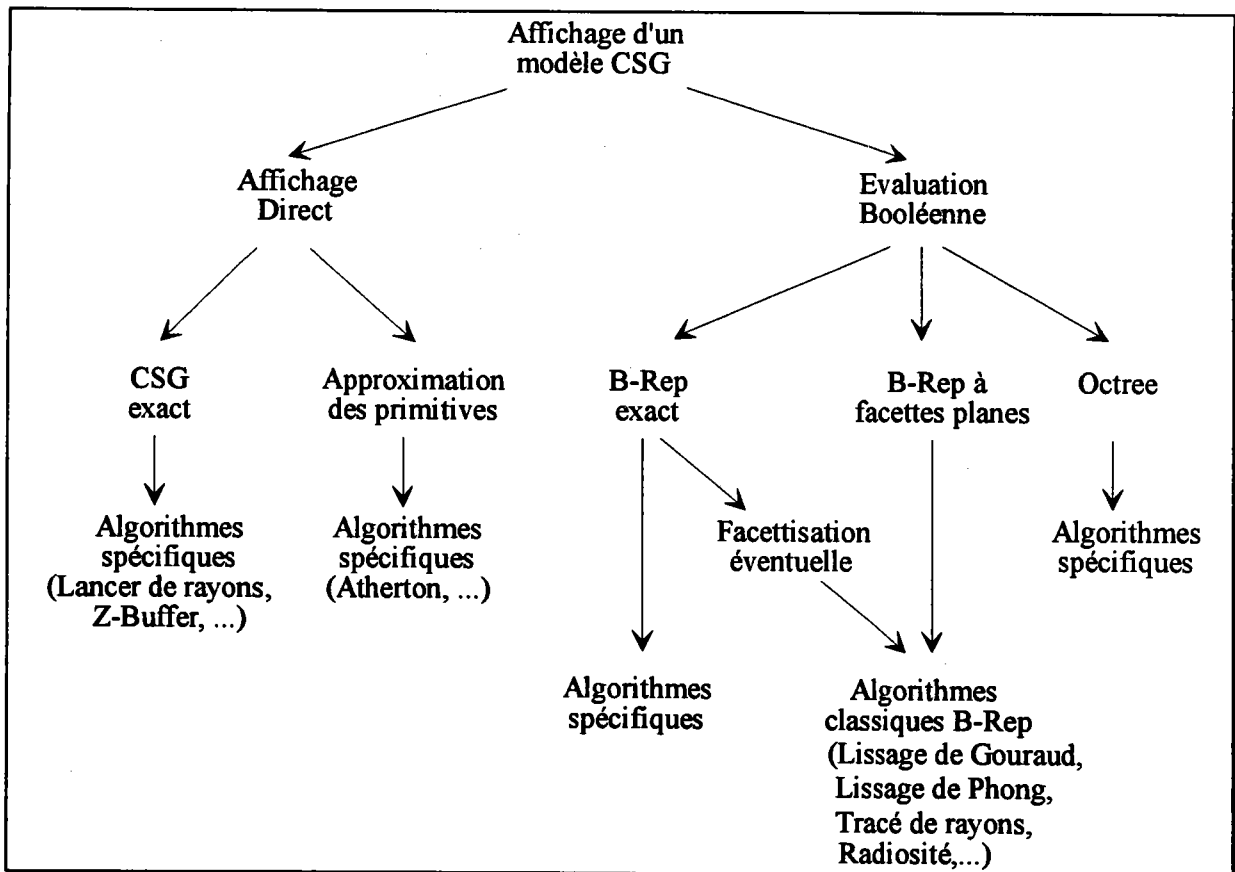 Affichage d'un
modèle CSG
Affichage
Direct
Evaluation
Booléenne
CSG
exact
Approximation
des primitives
B-Rep
exact
B-Rep à
facettes planes
Octree
Algorithmes
spécifiques
(Lancer de rayons,
Z-Buffer, ...)
Algorithmes
spécifiques
(Atherton, ...)
Facettisation
éventuelle
Algorithmes
spécifiques
Algorithmes
spécifiques
Algorithmes
classiques B-Rep
(Lissage de Gouraud,
Lissage de Phong,
Tracé de rayons,
Radiosité,...)